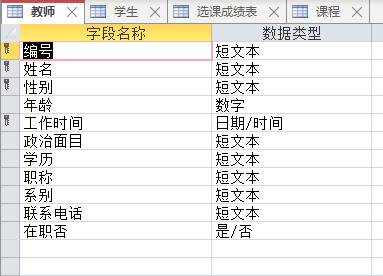 教师 学生 选课成绩表 课程
字段名称 数据类型
编号 短文本
姓名 短文本
性别 短文本
年龄 数字
工作时间 日期/时间
政治面目 短文本
学历 短文本
职称 短文本
系别 短文本
联系电话 短文本
在职否 是/否